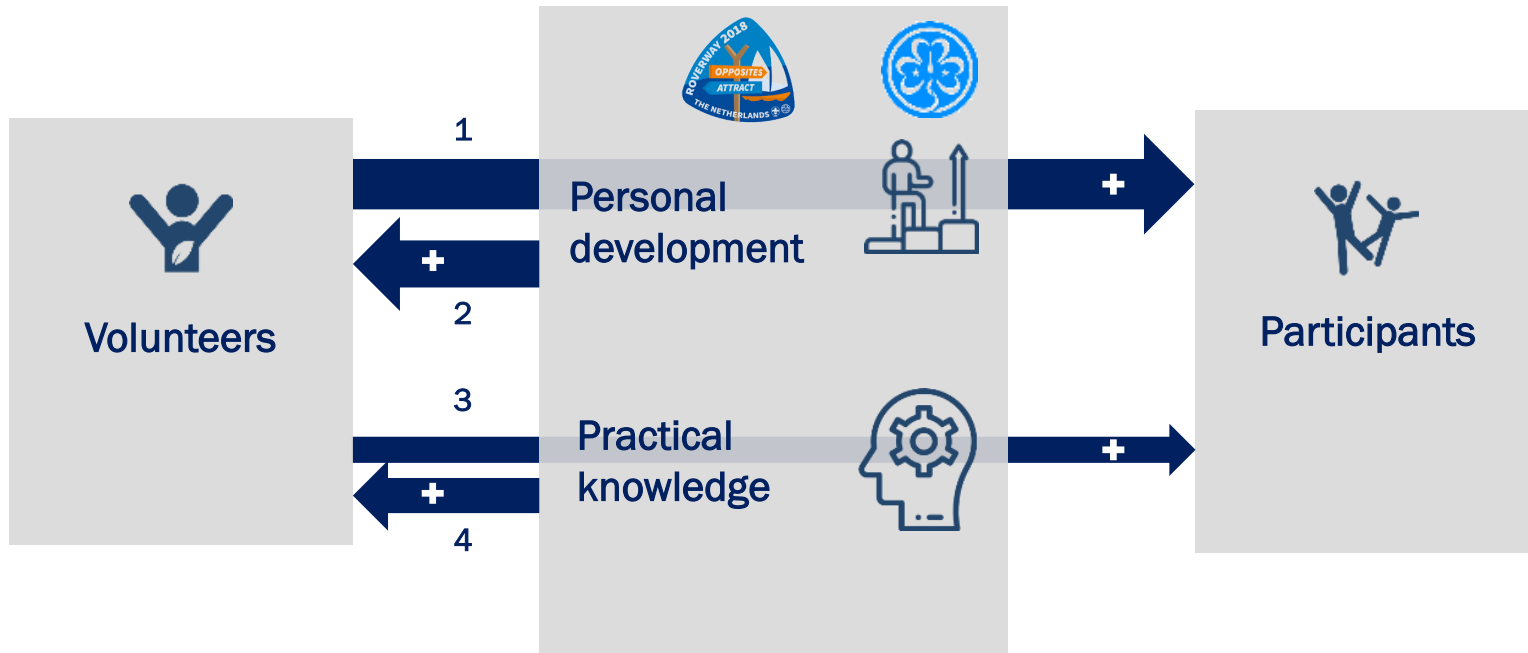 ROVERWAY 2018
OPPOSITES
ATTRACT
THE NETHERLANDS
1
Personal
development
+
+
2
Volunteers
Participants
3
Practical
knowledge
+
+
4